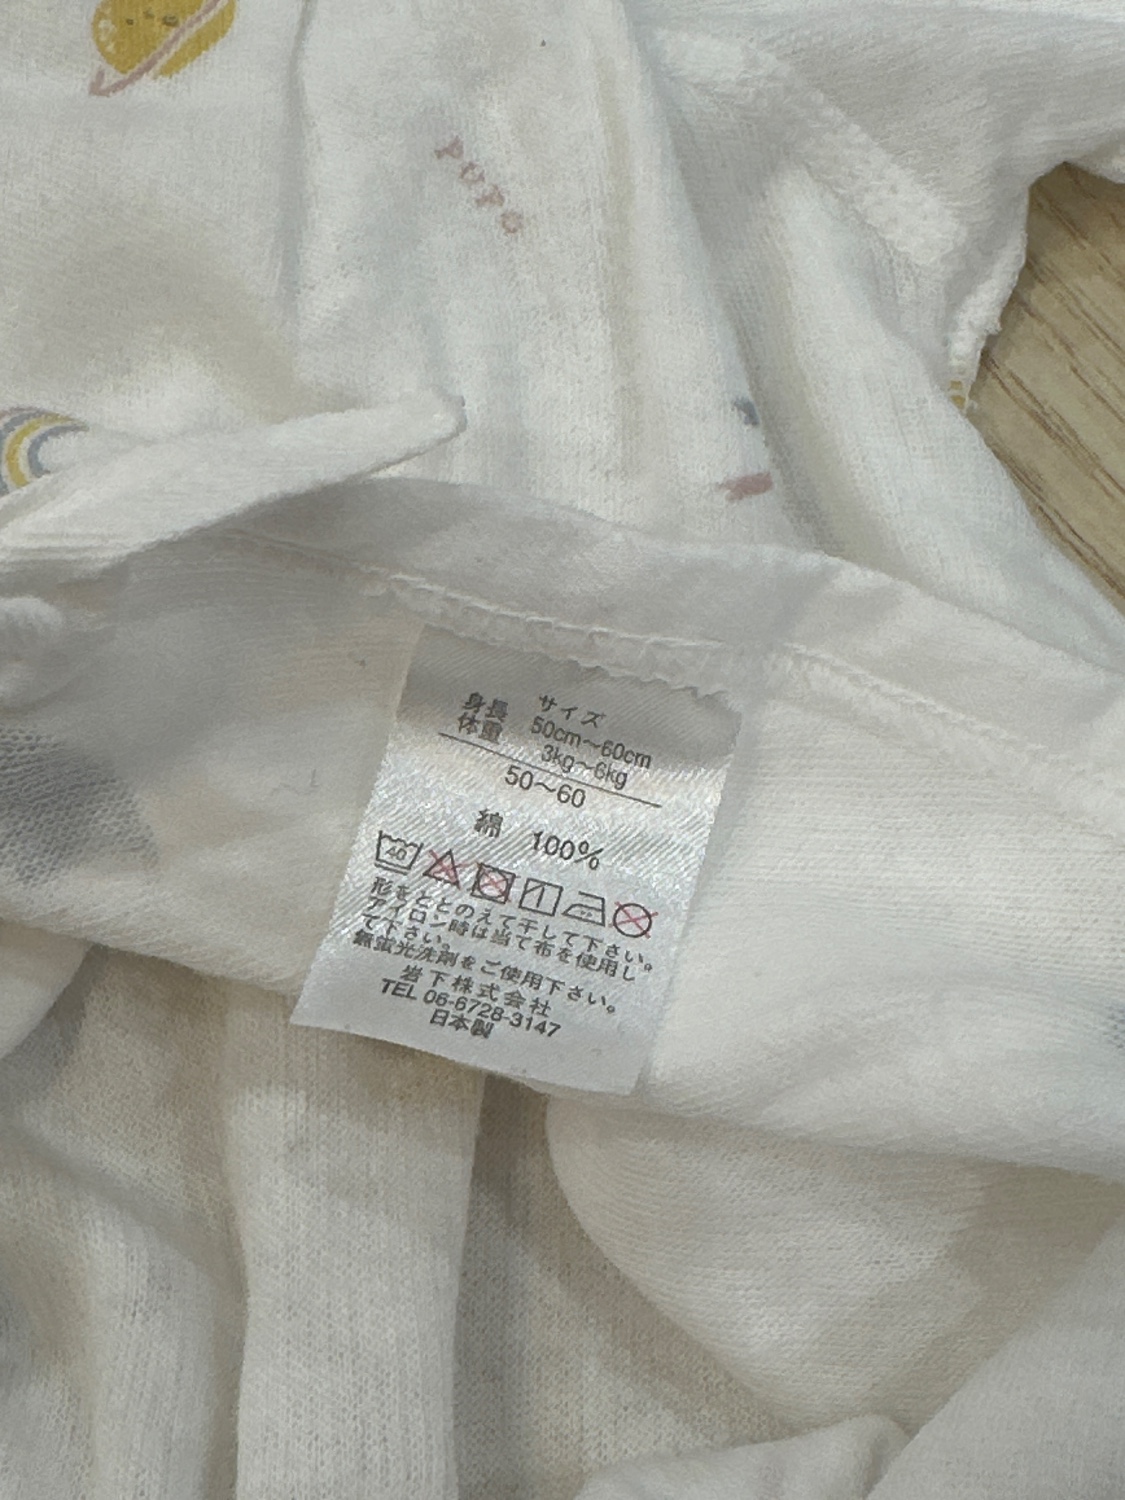 PUPO
サイズ
身長 50cm～60cm
体重 3kg～6kg
50～60
綿 100%
40
形をととのえて干して下さい。
アイロン時は当て布を使用し
て下さい。
無蛍光洗剤をご使用下さい。
岩下株式会社
TEL 06-6728-3147
日本製